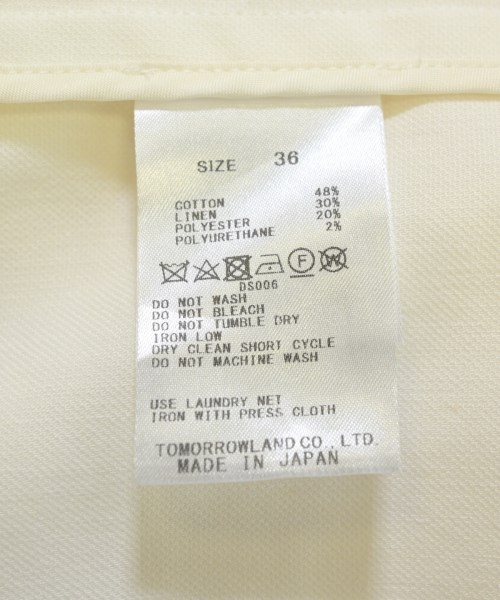 SIZE 36
COTTON 48%
LINEN 30%
POLYESTER 20%
POLYURETHANE 2%
F W
DS006
DO NOT WASH
DO NOT BLEACH
DO NOT TUMBLE DRY
IRON LOW
DRY CLEAN SHORT CYCLE
DO NOT MACHINE WASH
USE LAUNDRY NET
IRON WITH PRESS CLOTH
TOMORROWLAND CO., LTD.
MADE IN JAPAN